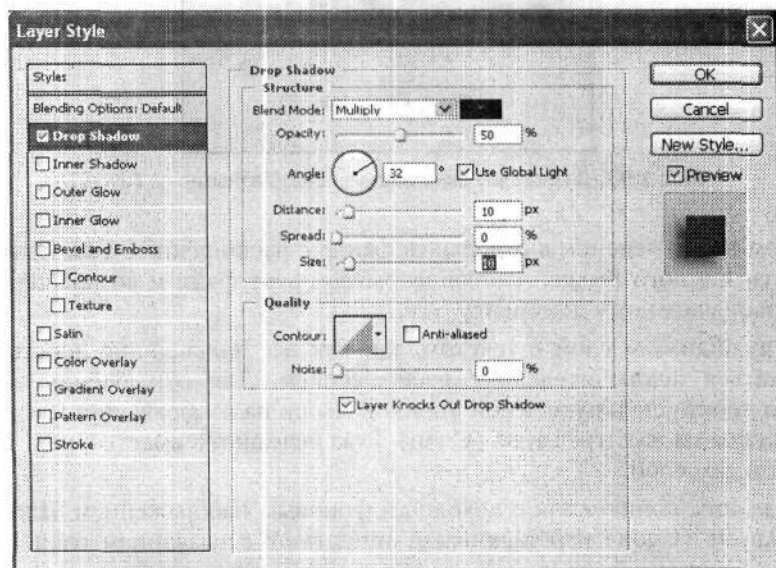 Layer Style
Styles
Blending Options: Default
Drop Shadow
Inner Shadow
Outer Glow
Inner Glow
Bevel and Emboss
Contour
Texture
Satin
Color Overlay
Gradient Overlay
Pattern Overlay
Stroke
Drop Shadow
Structure
Blend Mode: Multiply
Opacity: 50 %
Angle: 32 ° Use Global Light
Distance: 10 px
Spread: 0 %
Size: px
Quality
Contour: Anti-aliased
Noise: 0 %
Layer Knocks Out Drop Shadow
OK
Cancel
New Style...
Preview